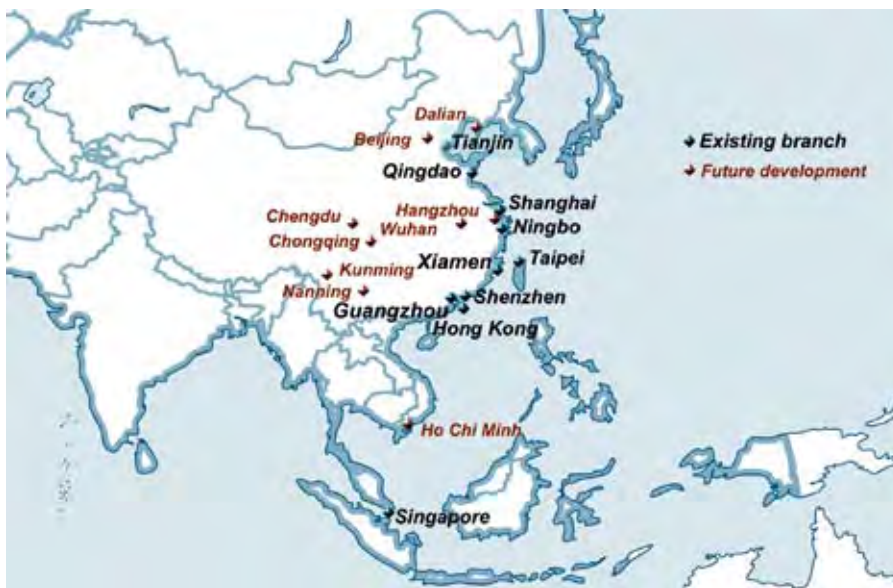 Dalian
Beijing
Tianjin
Existing branch
Qingdao
Future development
Shanghai
Hangzhou
Chengdu
Wuhan
Ningbo
Chongqing
Xiamen
Taipei
Kunming
Nanning
Shenzhen
Guangzhou
Hong Kong
Ho Chi Minh
Singapore